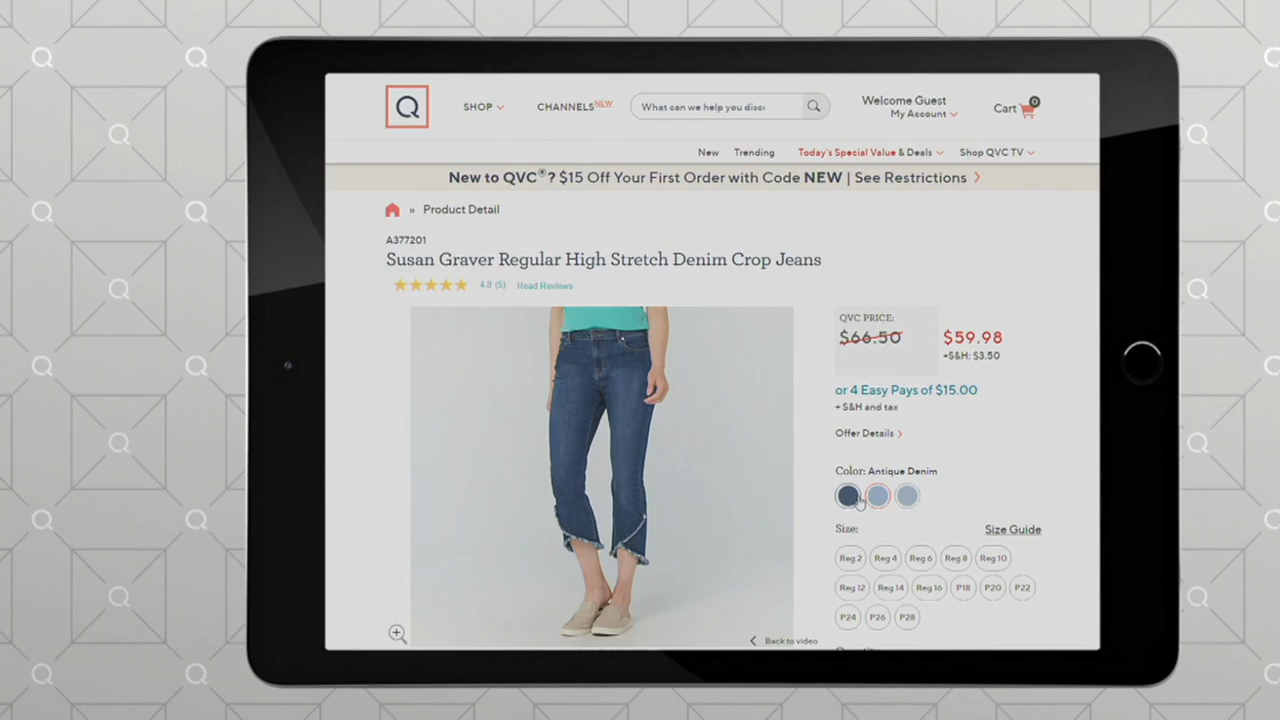 Q
SHOP
CHANNELS NEW
What can we help you disc
Welcome Guest
My Account
Cart 0
New Trending Today's Special Value & Deals Shop QVC TV
New to QVC®? $15 Off Your First Order with Code NEW | See Restrictions
» Product Detail
A377201
Susan Graver Regular High Stretch Denim Crop Jeans
4.8 (5) Read Reviews
QVC PRICE:
$66.50 $59.98
+S&H: $3.50
or 4 Easy Pays of $15.00
+ S&H and tax
Offer Details
Color: Antique Denim
Size: Size Guide
Reg 2 Reg 4 Reg 6 Reg 8 Reg 10
Reg 12 Reg 14 Reg 16 P18 P20 P22
P24 P26 P28
Back to video